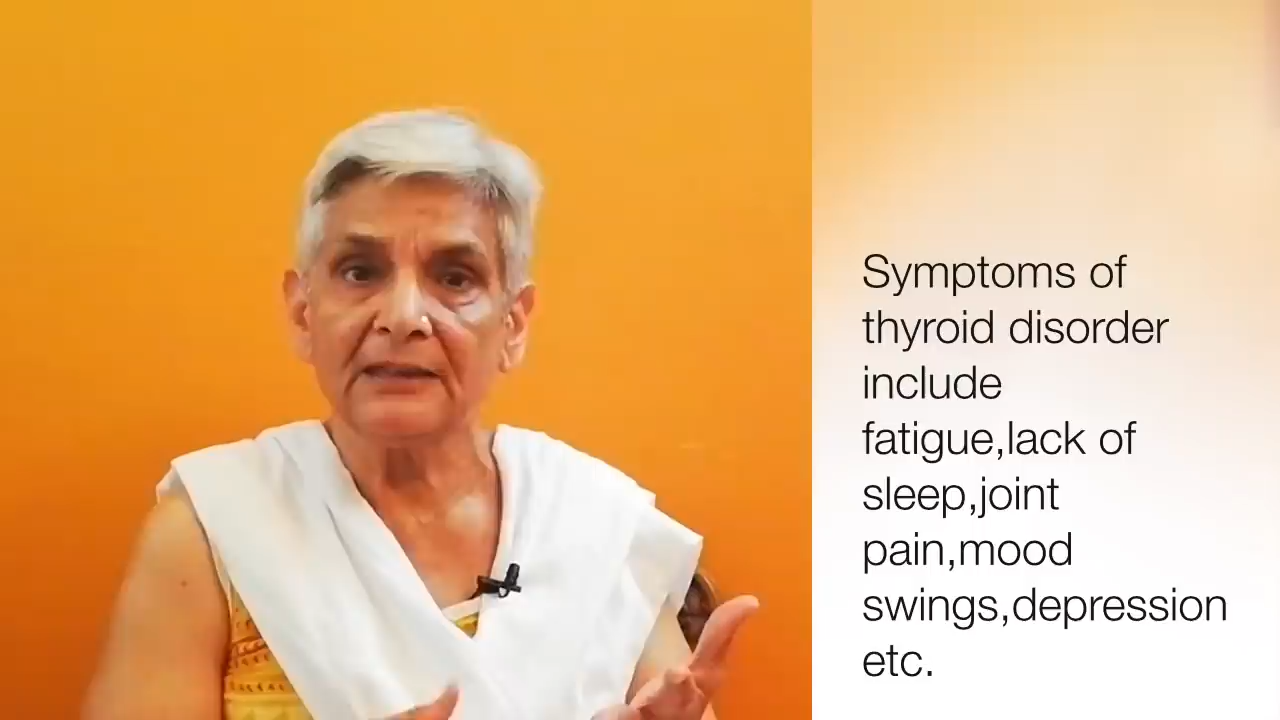 Symptoms of
thyroid disorder
include
fatigue,lack of
sleep,joint
pain,mood
swings,depression
etc.